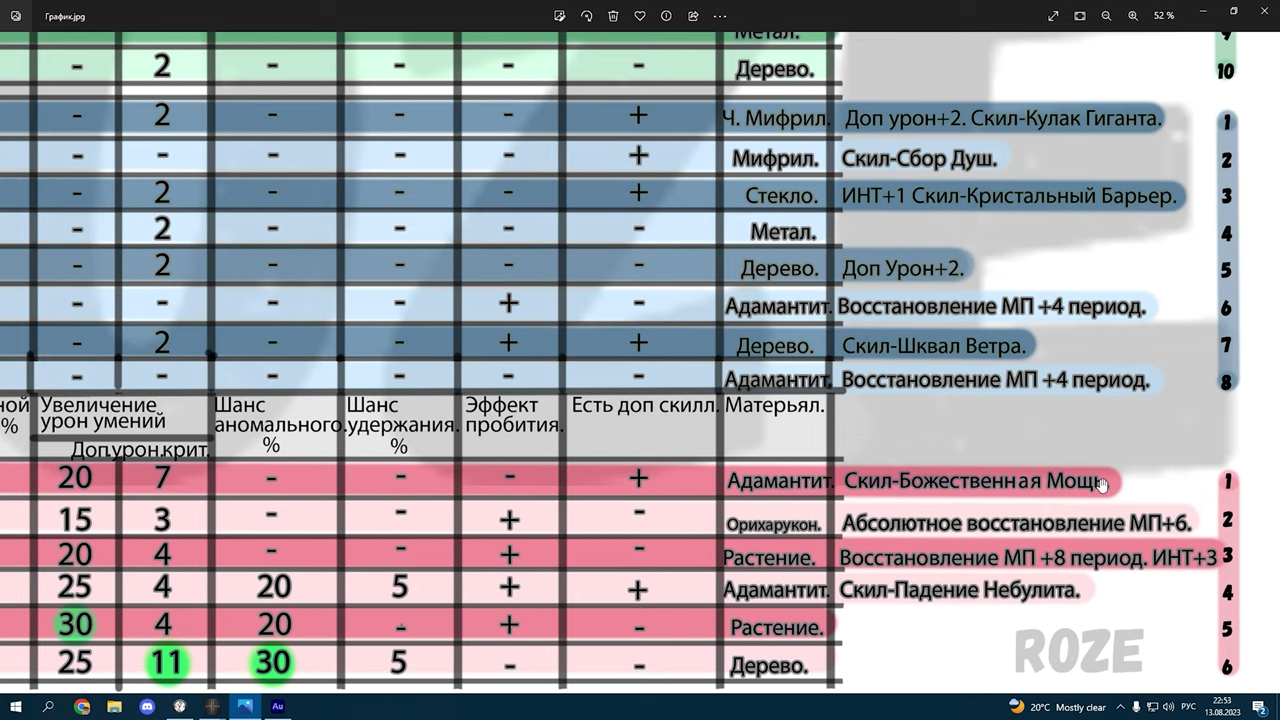 График.jpg
52 %
Метал. 9
- 2 - - - - Дерево. 10
- 2 - - - + Ч. Мифрил. Доп урон+2. Скил-Кулак Гиганта. 1
- - - - - + Мифрил. Скил-Сбор Душ. 2
- 2 - - - + Стекло. ИНТ+1 Скил-Кристальный Барьер. 3
- 2 - - - - Метал. 4
- 2 - - - - Дерево. Доп Урон+2. 5
- - - - + - Адамантит. Восстановление МП +4 период. 6
- 2 - - + + Дерево. Скил-Шквал Ветра. 7
- - - - - - Адамантит. Восстановление МП +4 период. 8
ной Увеличение Шанс Шанс Эффект Есть доп скилл. Матерьял.
% урон умений аномального. удержания. пробития.
Доп.урон.крит. % %
20 7 - - - + Адамантит. Скил-Божественная Мощь 1
15 3 - - + - Орихарукон. Абсолютное восстановление МП+6. 2
20 4 - - + - Растение. Восстановление МП +8 период. ИНТ+3 3
25 4 20 5 + + Адамантит. Скил-Падение Небулита. 4
30 4 20 - + - Растение. 5
25 11 30 5 - - Дерево. 6
ROZE
20°C Mostly clear РУС 22:53
13.08.2023 2